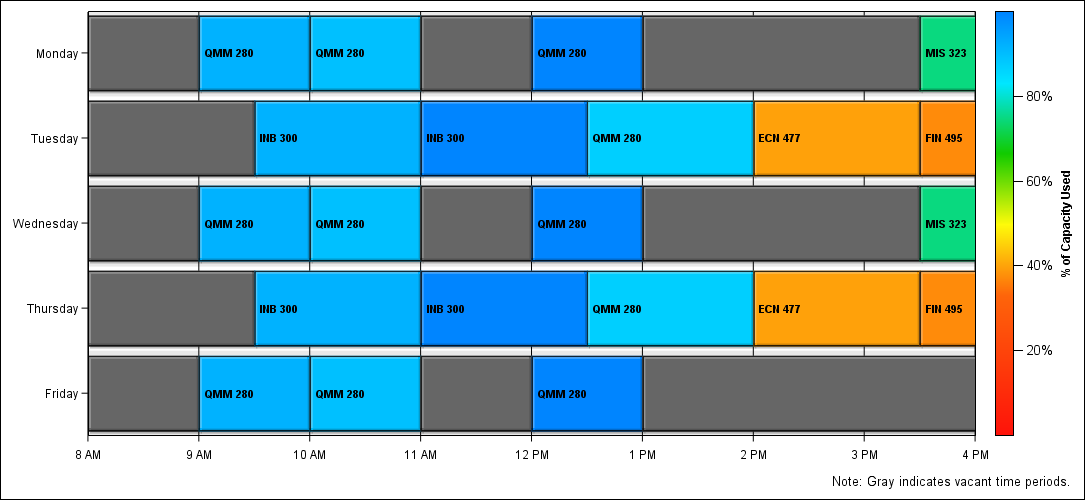 Monday
QMM 280
QMM 280
QMM 280
MIS 323
Tuesday
INB 300
INB 300
QMM 280
ECN 477
FIN 495
Wednesday
QMM 280
QMM 280
QMM 280
MIS 323
Thursday
INB 300
INB 300
QMM 280
ECN 477
FIN 495
Friday
QMM 280
QMM 280
QMM 280
8 AM
9 AM
10 AM
11 AM
12 PM
1 PM
2 PM
3 PM
4 PM
80%
60%
40%
20%
% of Capacity Used
Note: Gray indicates vacant time periods.